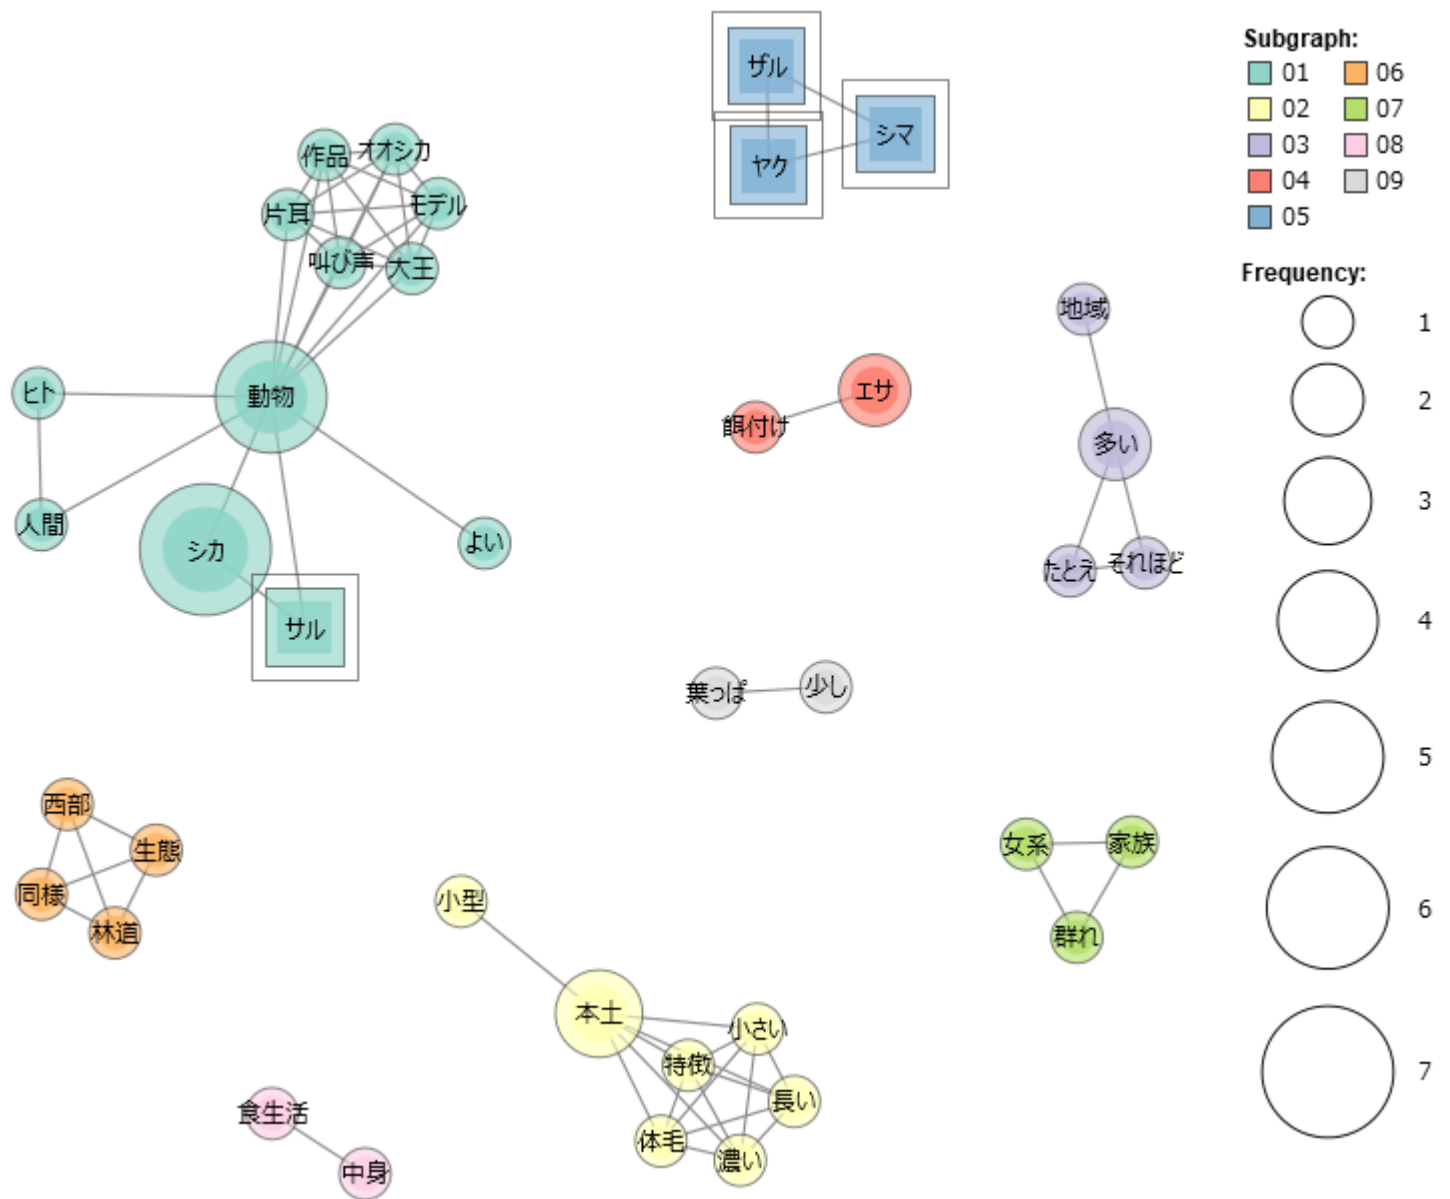 ザル
シマ
ヤク
作品
オオシカ
片耳
モデル
叫び声
大王
動物
ヒト
人間
シカ
よい
サル
エサ
餌付け
地域
多い
たとえ
それほど
葉っぱ
少し
西部
生態
同様
林道
女系
家族
群れ
小型
本土
小さい
特徴
長い
体毛
濃い
食生活
中身
Subgraph:
01 06
02 07
03 08
04 09
05
Frequency:
1
2
3
4
5
6
7